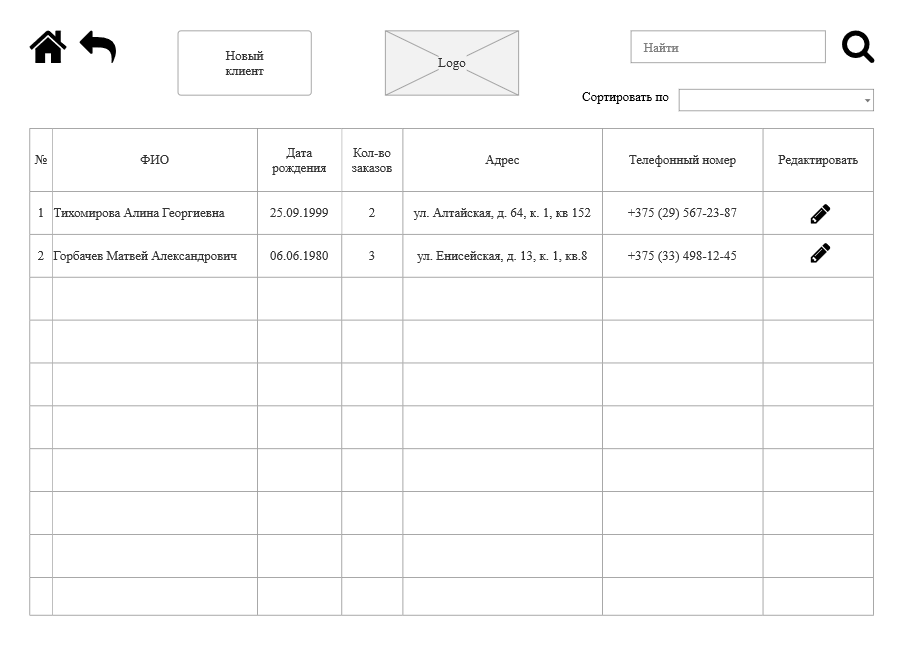 Новый
клиент
Logo
Найти
Сортировать по
№ ФИО Дата рождения Кол-во заказов Адрес Телефонный номер Редактировать
1 Тихомирова Алина Георгиевна 25.09.1999 2 ул. Алтайская, д. 64, к. 1, кв 152 +375 (29) 567-23-87
2 Горбачев Матвей Александрович 06.06.1980 3 ул. Енисейская, д. 13, к. 1, кв.8 +375 (33) 498-12-45